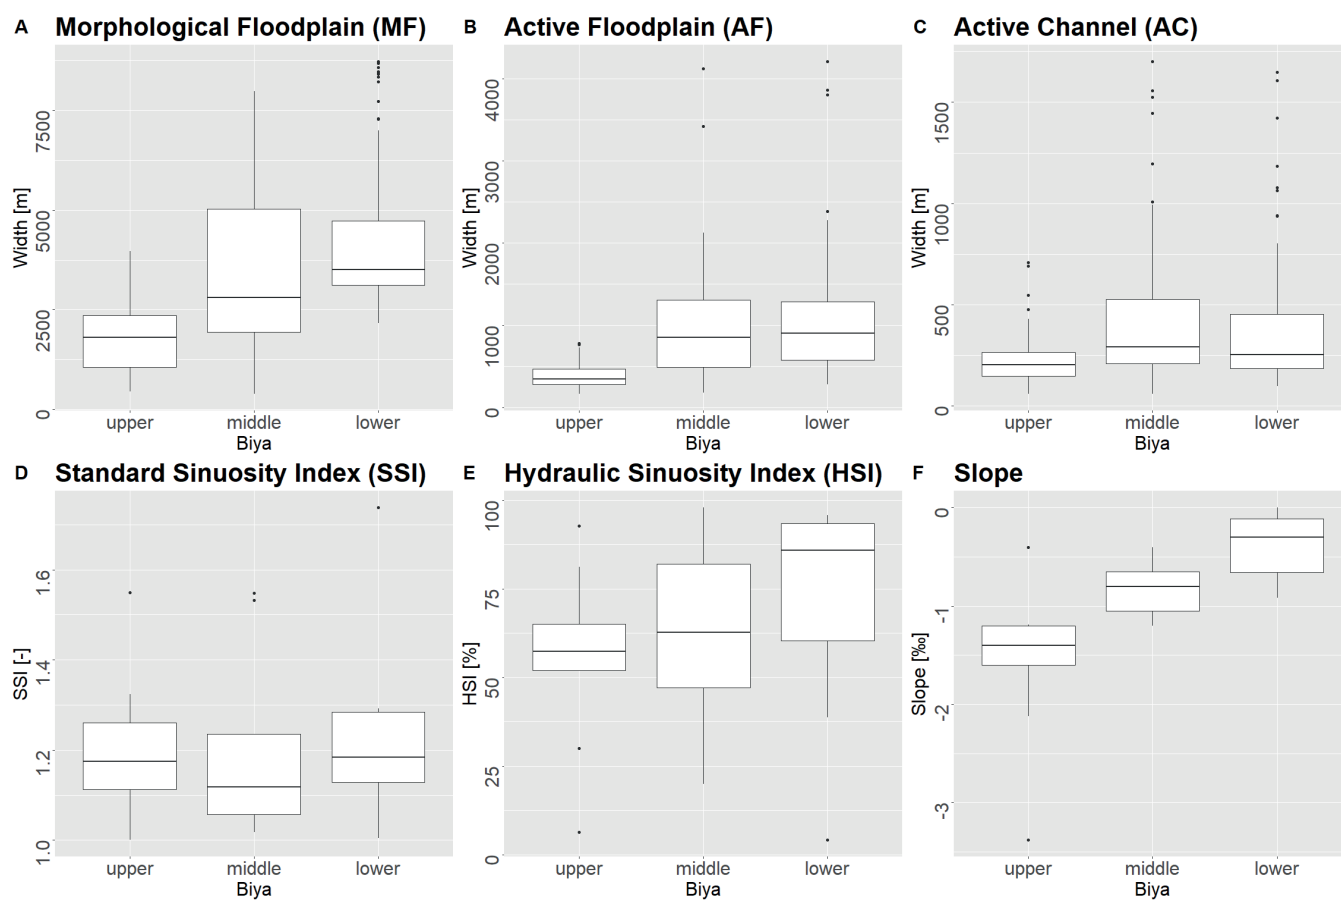 A Morphological Floodplain (MF)
Width [m]
7500
5000
2500
0
upper middle lower
Biya
B Active Floodplain (AF)
Width [m]
4000
3000
2000
1000
0
upper middle lower
Biya
C Active Channel (AC)
Width [m]
1500
1000
500
0
upper middle lower
Biya
D Standard Sinuosity Index (SSI)
SSI [-]
1.6
1.4
1.2
1.0
upper middle lower
Biya
E Hydraulic Sinuosity Index (HSI)
HSI [%]
100
75
50
25
0
upper middle lower
Biya
F Slope
Slope [‰]
0
-1
-2
-3
upper middle lower
Biya